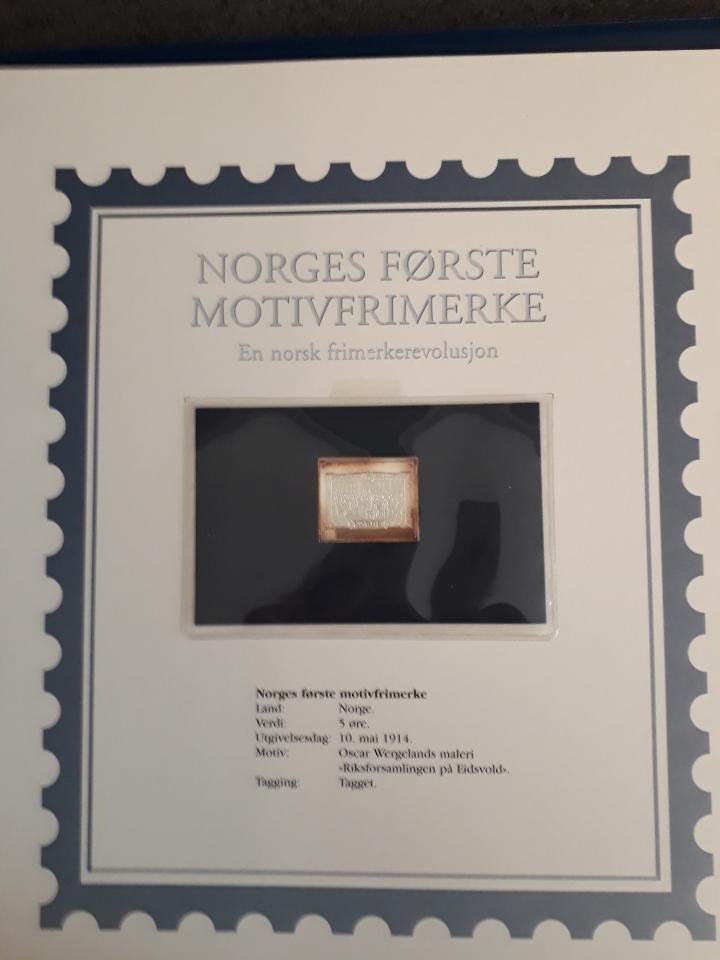 NORGES FØRSTE
MOTIVFRIMERKE
En norsk frimerkerevolusjon
Norges første motivfrimerke
Land: Norge.
Verdi: 5 øre.
Utgivelsesdag: 10. mai 1914.
Motiv: Oscar Wergelands maleri
»Riksforsamlingen på Eidsvold«.
Tagging: Tagget.